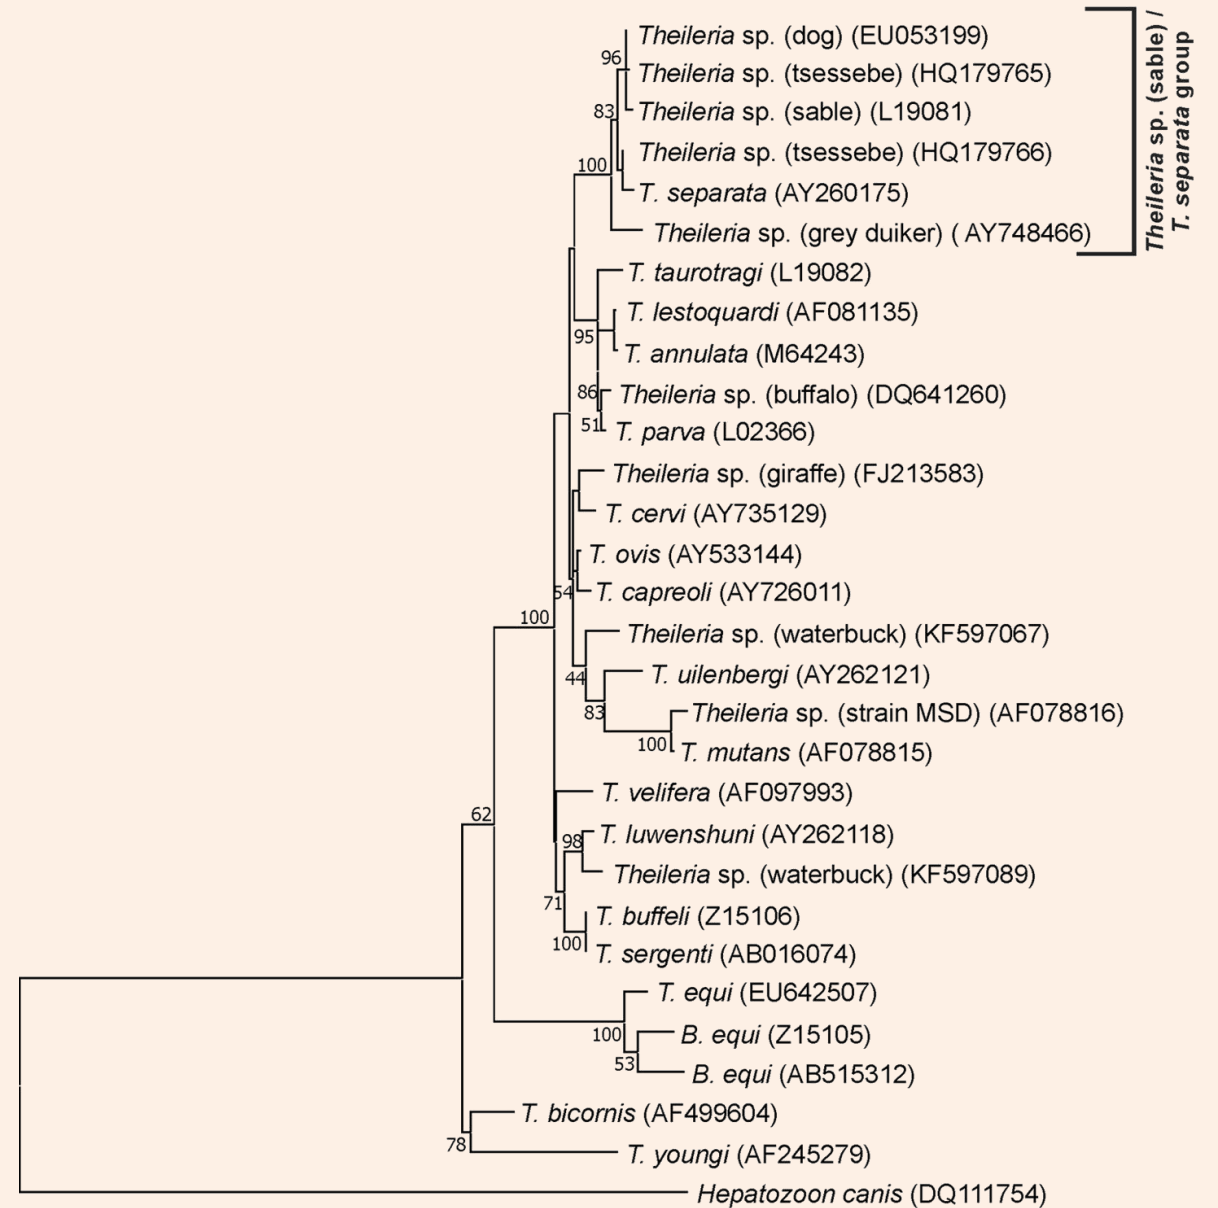 96
Theileria sp. (dog) (EU053199)
Theileria sp. (tsessebe) (HQ179765)
83
Theileria sp. (sable) (L19081)
Theileria sp. (tsessebe) (HQ179766)
100
T. separata (AY260175)
Theileria sp. (grey duiker) ( AY748466)
Theileria sp. (sable) /
T. separata group
T. taurotragi (L19082)
T. lestoquardi (AF081135)
95
T. annulata (M64243)
86
Theileria sp. (buffalo) (DQ641260)
51
T. parva (L02366)
Theileria sp. (giraffe) (FJ213583)
T. cervi (AY735129)
T. ovis (AY533144)
54
T. capreoli (AY726011)
100
Theileria sp. (waterbuck) (KF597067)
44
T. uilenbergi (AY262121)
83
Theileria sp. (strain MSD) (AF078816)
100
T. mutans (AF078815)
T. velifera (AF097993)
62
98
T. luwenshuni (AY262118)
Theileria sp. (waterbuck) (KF597089)
71
T. buffeli (Z15106)
100
T. sergenti (AB016074)
T. equi (EU642507)
100
B. equi (Z15105)
53
B. equi (AB515312)
T. bicornis (AF499604)
78
T. youngi (AF245279)
Hepatozoon canis (DQ111754)